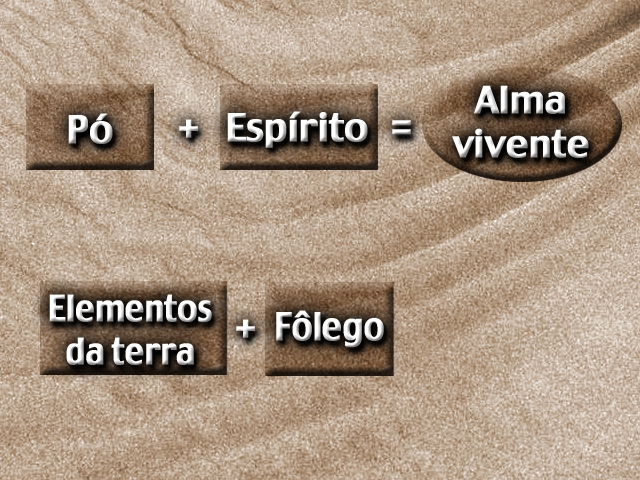 Pó + Espírito = Alma
vivente
Elementos
da terra + Fôlego